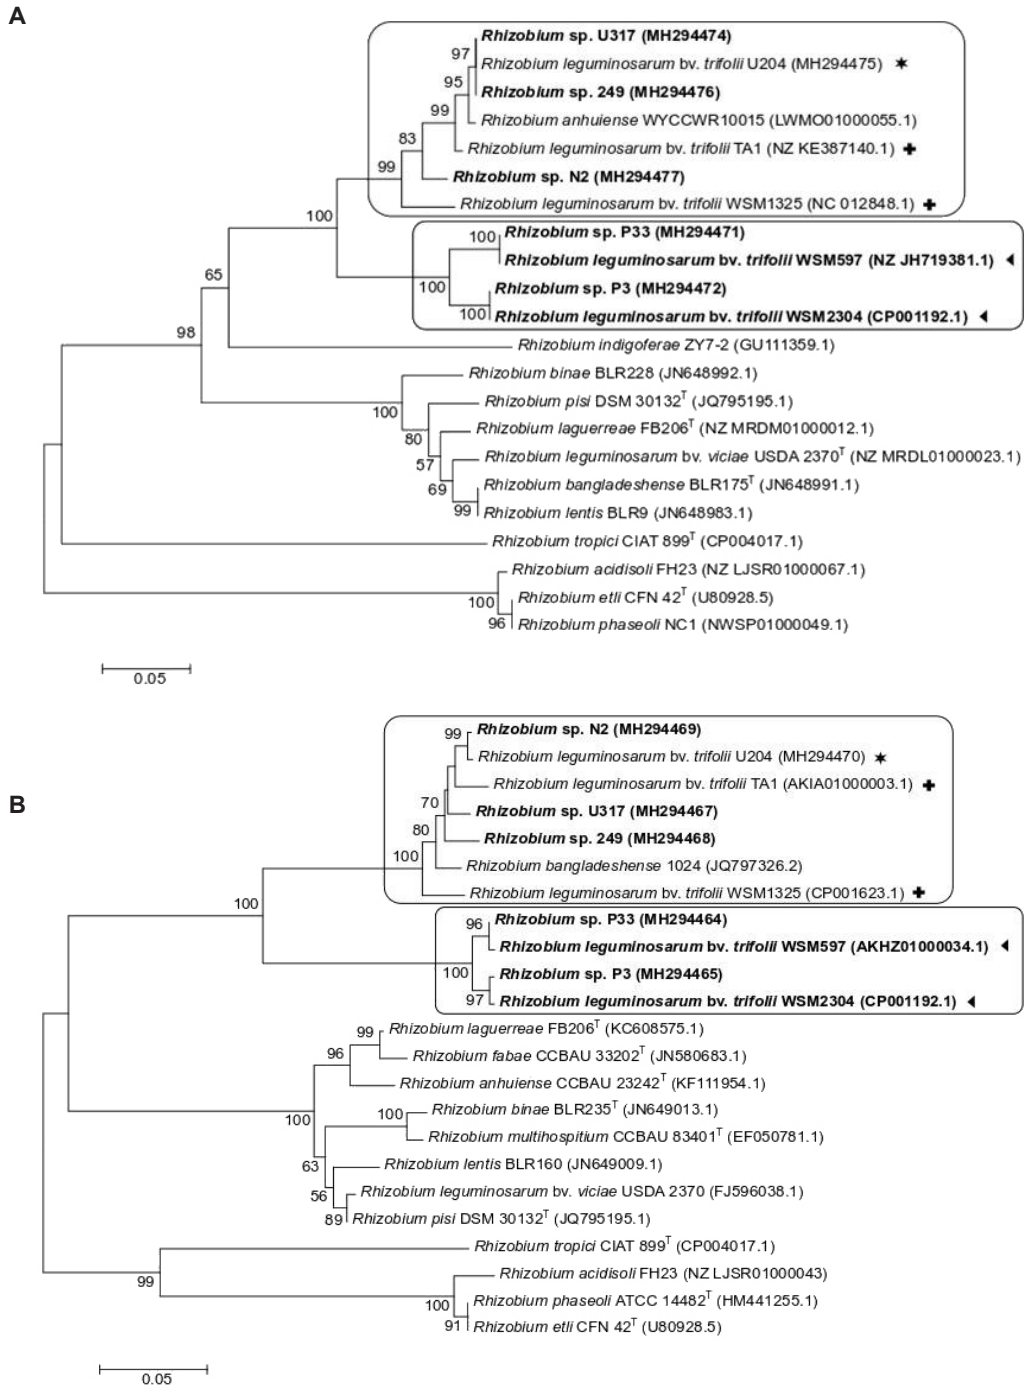 A
Rhizobium sp. U317 (MH294474)
97
Rhizobium leguminosarum bv. trifolii U204 (MH294475) ✶
95
Rhizobium sp. 249 (MH294476)
99
Rhizobium anhuiense WYCCWR10015 (LWMO01000055.1)
83
Rhizobium leguminosarum bv. trifolii TA1 (NZ KE387140.1) ✚
99
Rhizobium sp. N2 (MH294477)
Rhizobium leguminosarum bv. trifolii WSM1325 (NC 012848.1) ✚
100
Rhizobium sp. P33 (MH294471)
100
Rhizobium leguminosarum bv. trifolii WSM597 (NZ JH719381.1) ◄
65
100
Rhizobium sp. P3 (MH294472)
100
Rhizobium leguminosarum bv. trifolii WSM2304 (CP001192.1) ◄
98
Rhizobium indigoferae ZY7-2 (GU111359.1)
Rhizobium binae BLR228 (JN648992.1)
100
Rhizobium pisi DSM 30132T (JQ795195.1)
80
Rhizobium laguerreae FB206T (NZ MRDM01000012.1)
57
Rhizobium leguminosarum bv. viciae USDA 2370T (NZ MRDL01000023.1)
69
Rhizobium bangladeshense BLR175T (JN648991.1)
99
Rhizobium lentis BLR9 (JN648983.1)
Rhizobium tropici CIAT 899T (CP004017.1)
Rhizobium acidisoli FH23 (NZ LJSR01000067.1)
100
Rhizobium etli CFN 42T (U80928.5)
96
Rhizobium phaseoli NC1 (NWSP01000049.1)
0.05
B
Rhizobium sp. N2 (MH294469)
99
Rhizobium leguminosarum bv. trifolii U204 (MH294470) ✶
Rhizobium leguminosarum bv. trifolii TA1 (AKIA01000003.1) ✚
70
Rhizobium sp. U317 (MH294467)
80
Rhizobium sp. 249 (MH294468)
100
Rhizobium bangladeshense 1024 (JQ797326.2)
Rhizobium leguminosarum bv. trifolii WSM1325 (CP001623.1) ✚
100
Rhizobium sp. P33 (MH294464)
96
Rhizobium leguminosarum bv. trifolii WSM597 (AKHZ01000034.1) ◄
100
Rhizobium sp. P3 (MH294465)
97
Rhizobium leguminosarum bv. trifolii WSM2304 (CP001192.1) ◄
Rhizobium laguerreae FB206T (KC608575.1)
99
Rhizobium fabae CCBAU 33202T (JN580683.1)
96
Rhizobium anhuiense CCBAU 23242T (KF111954.1)
100
Rhizobium binae BLR235T (JN649013.1)
100
Rhizobium multihospitium CCBAU 83401T (EF050781.1)
63
Rhizobium lentis BLR160 (JN649009.1)
56
Rhizobium leguminosarum bv. viciae USDA 2370 (FJ596038.1)
89
Rhizobium pisi DSM 30132T (JQ795195.1)
Rhizobium tropici CIAT 899T (CP004017.1)
99
Rhizobium acidisoli FH23 (NZ LJSR01000043)
100
Rhizobium phaseoli ATCC 14482T (HM441255.1)
91
Rhizobium etli CFN 42T (U80928.5)
0.05